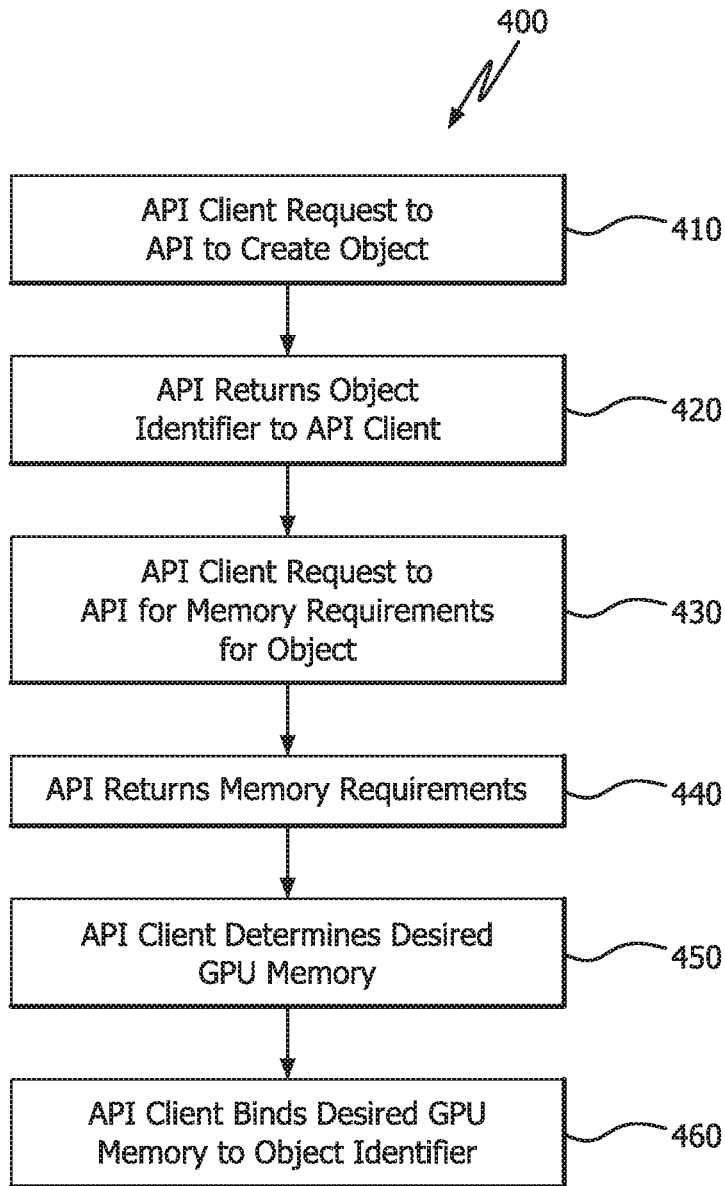 400
API Client Request to
API to Create Object
410
API Returns Object
Identifier to API Client
420
API Client Request to
API for Memory Requirements
for Object
430
API Returns Memory Requirements
440
API Client Determines Desired
GPU Memory
450
API Client Binds Desired GPU
Memory to Object Identifier
460